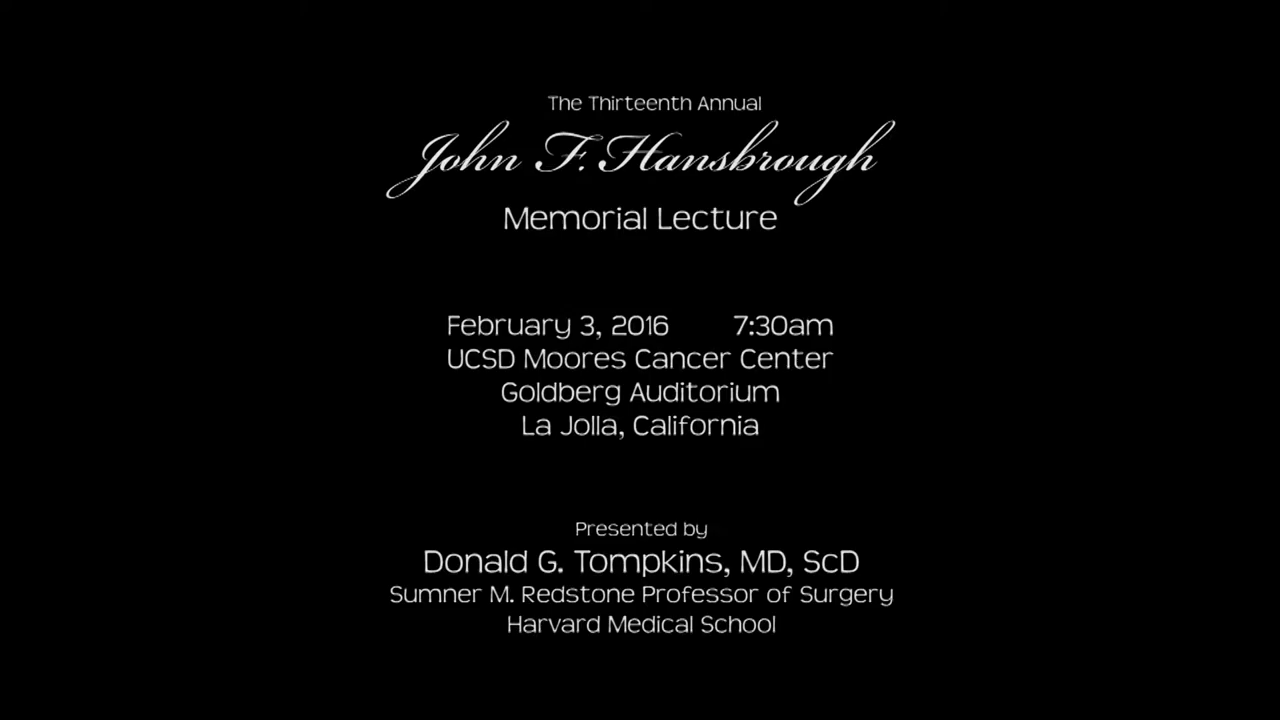 The Thirteenth Annual
John F. Hansbrough
Memorial Lecture
February 3, 2016 7:30am
UCSD Moores Cancer Center
Goldberg Auditorium
La Jolla, California
Presented by
Donald G. Tompkins, MD, ScD
Sumner M. Redstone Professor of Surgery
Harvard Medical School